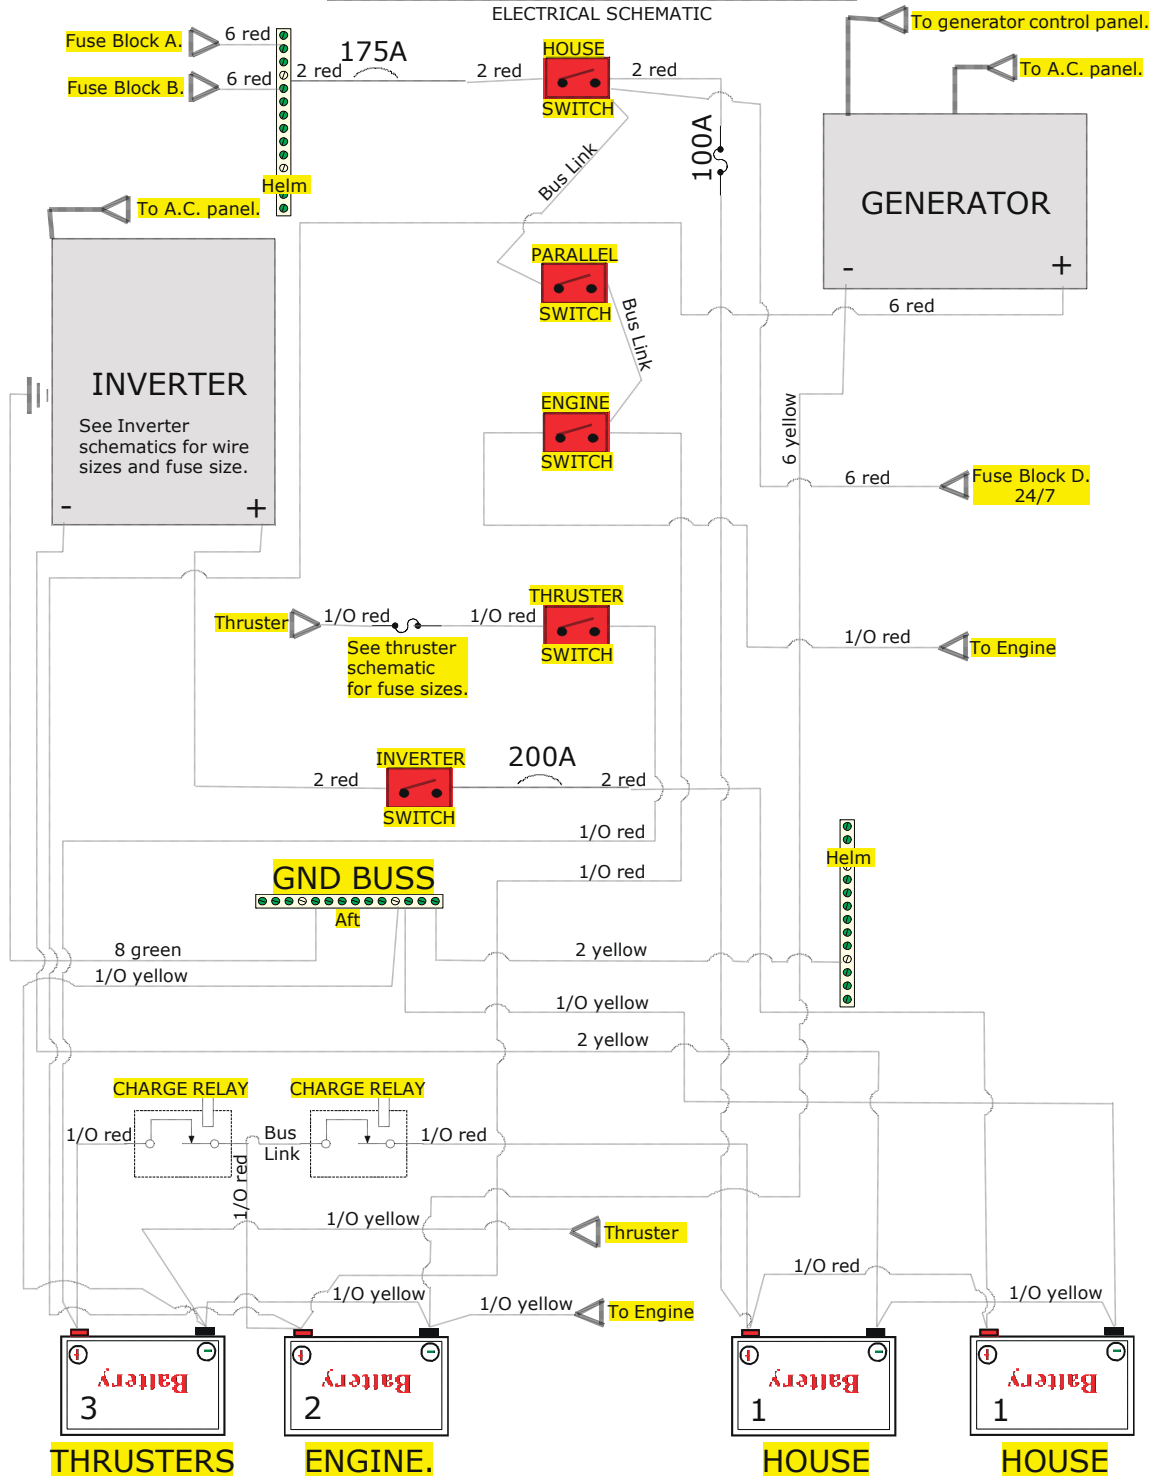 ELECTRICAL SCHEMATIC
To generator control panel.
Fuse Block A.
6 red
175A
HOUSE
2 red
2 red
2 red
To A.C. panel.
Fuse Block B.
6 red
SWITCH
100A
Bus Link
Helm
To A.C. panel.
GENERATOR
PARALLEL
- +
SWITCH
Bus Link
6 red
INVERTER
See Inverter
schematics for wire
sizes and fuse size.
ENGINE
SWITCH
6 yellow
6 red
Fuse Block D.
24/7
- +
THRUSTER
Thruster
1/O red
1/O red
SWITCH
See thruster
schematic
for fuse sizes.
1/O red
To Engine
INVERTER
200A
2 red
2 red
SWITCH
1/O red
Helm
GND BUSS
1/O red
Aft
8 green
2 yellow
1/O yellow
1/O yellow
2 yellow
CHARGE RELAY
CHARGE RELAY
1/O red
Bus
Link
1/O red
1/O red
1/O yellow
Thruster
1/O red
1/O yellow
1/O yellow
To Engine
1/O yellow
+ -
Battery
3
THRUSTERS
+ -
Battery
2
ENGINE.
+ -
Battery
1
HOUSE
+ -
Battery
1
HOUSE